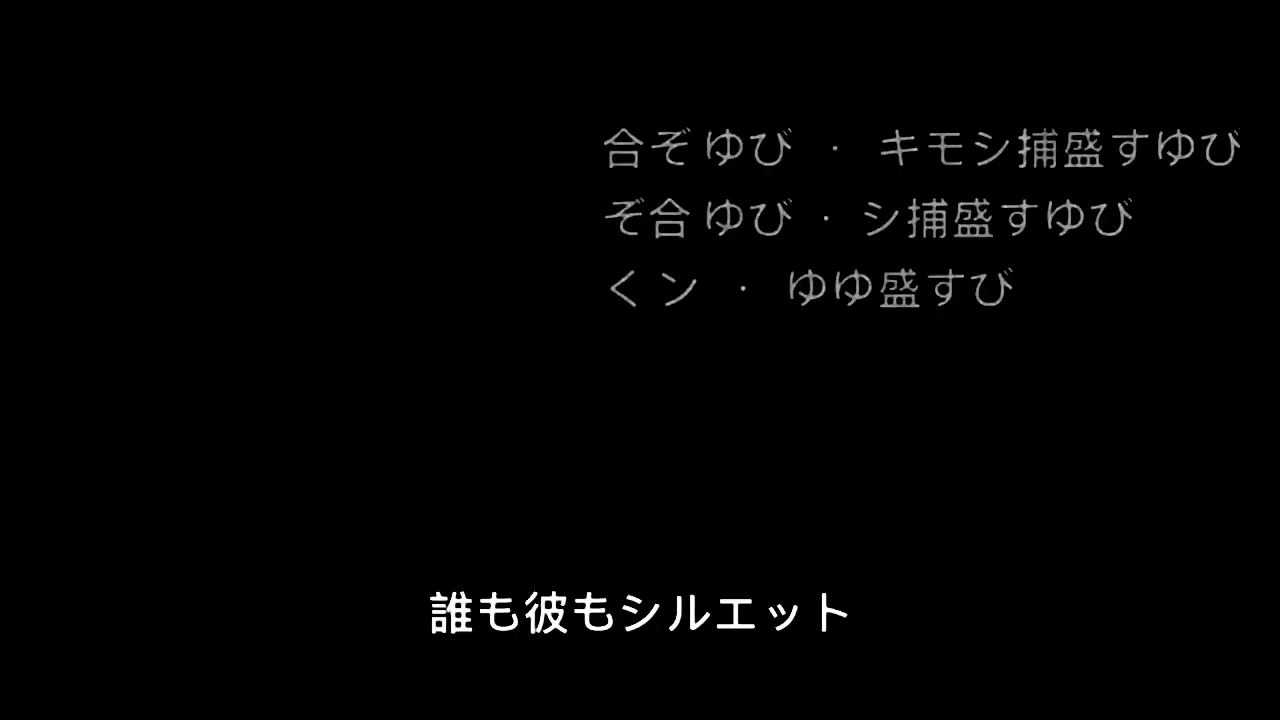 合ぞゆび · キモシ捕盛すゆび
ぞ合ゆび · シ捕盛すゆび
くン · ゆゆ盛すび
誰も彼もシルエット